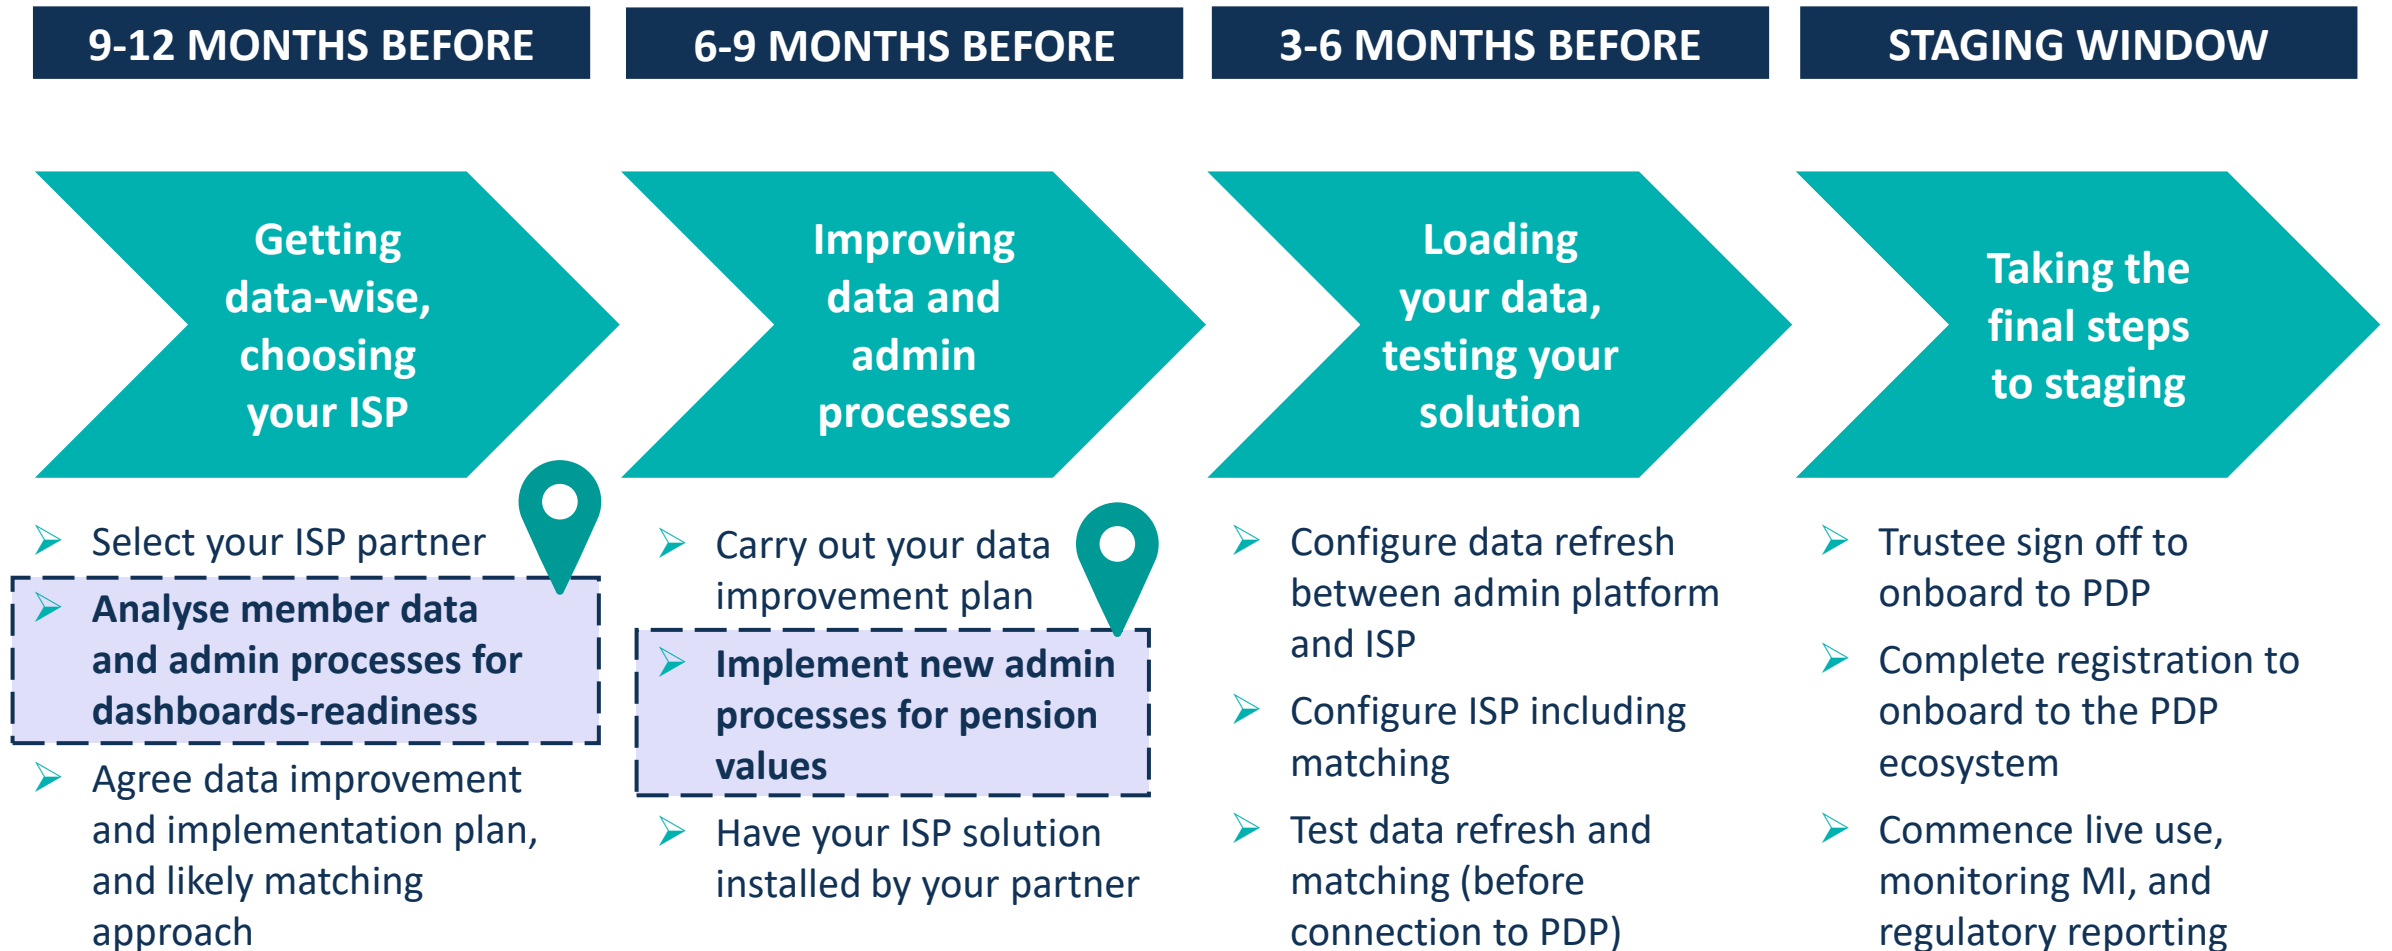 9-12 MONTHS BEFORE
6-9 MONTHS BEFORE
3-6 MONTHS BEFORE
STAGING WINDOW
Getting
data-wise,
choosing
your ISP
Improving
data and
admin
processes
Loading
your data,
testing your
solution
Taking the
final steps
to staging
Select your ISP partner
Analyse member data
and admin processes for
dashboards-readiness
Agree data improvement
and implementation plan,
and likely matching
approach
Carry out your data
improvement plan
Implement new admin
processes for pension
values
Have your ISP solution
installed by your partner
Configure data refresh
between admin platform
and ISP
Configure ISP including
matching
Test data refresh and
matching (before
connection to PDP)
Trustee sign off to
onboard to PDP
Complete registration to
onboard to the PDP
ecosystem
Commence live use,
monitoring MI, and
regulatory reporting